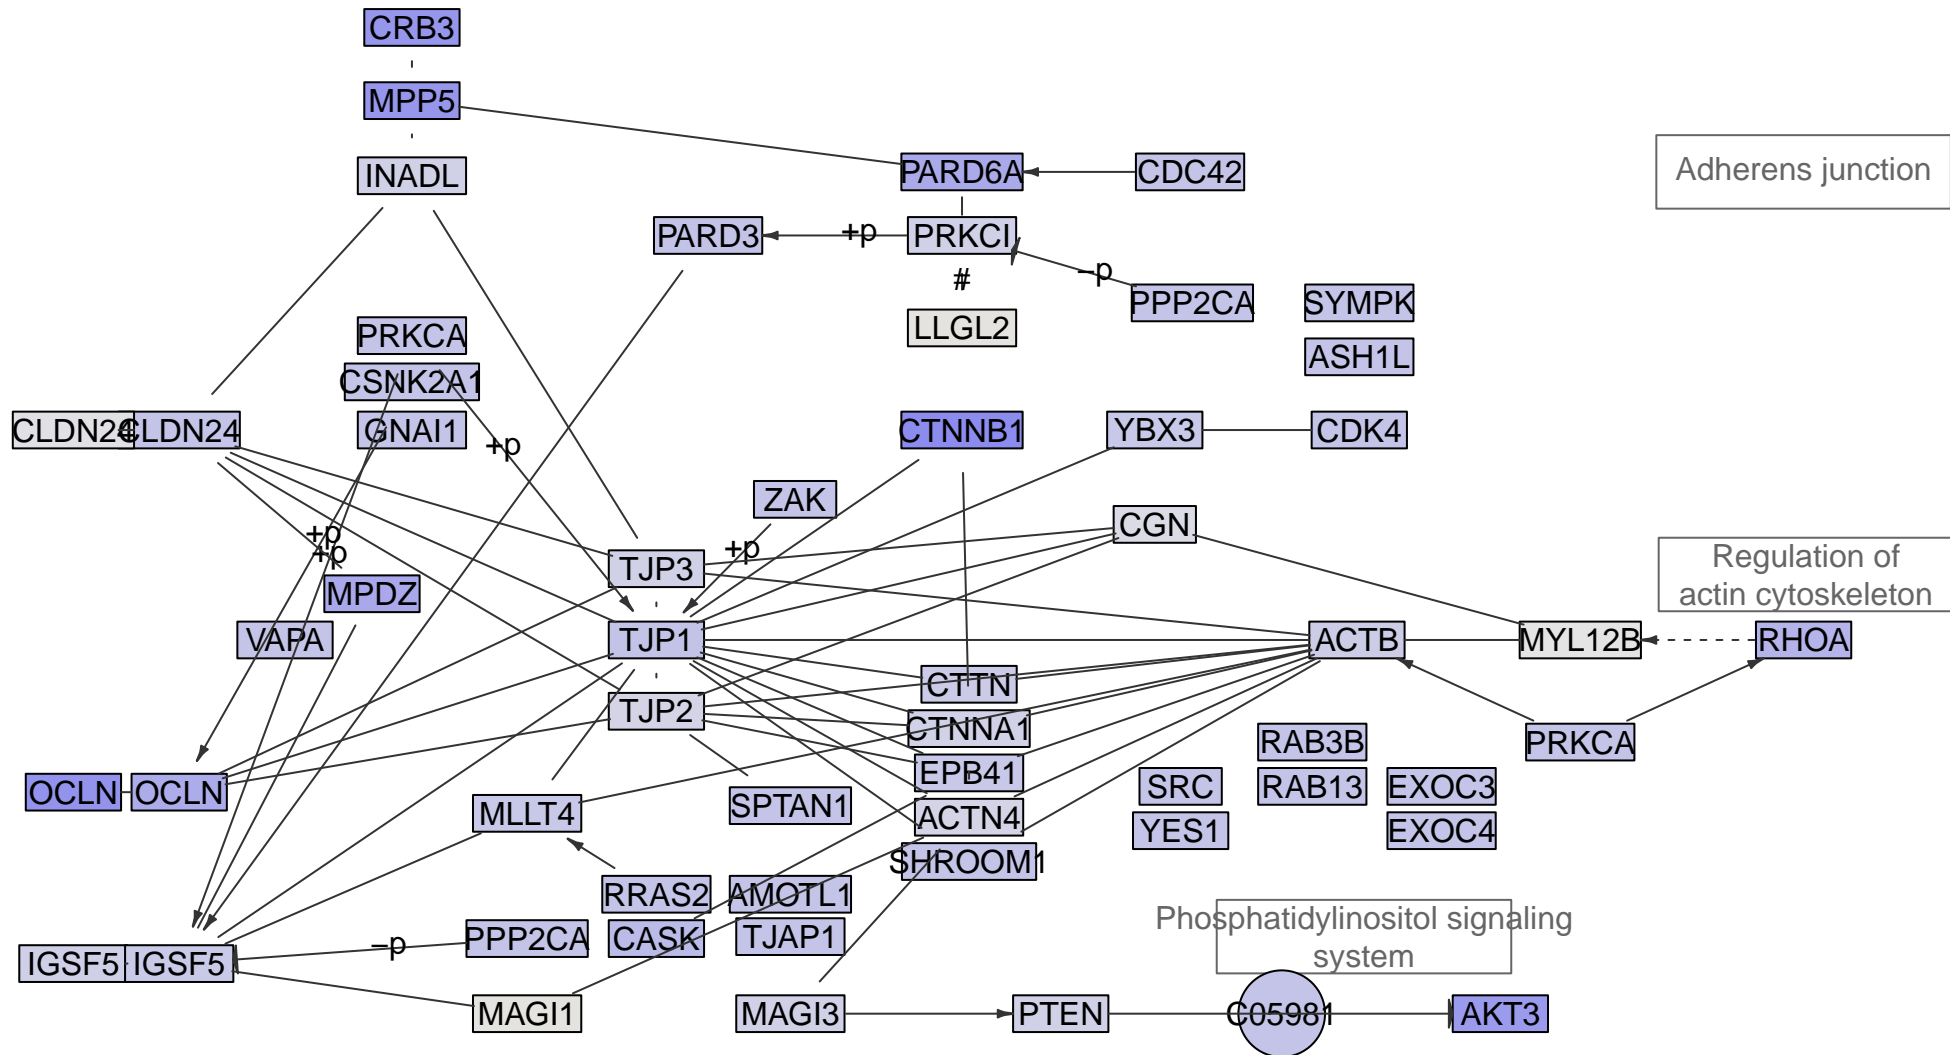 CRB3
MPP5
INADL
PARD6A
CDC42
Adherens junction
PARD3
+p
PRKCI
–p
#
PPP2CA
SYMPK
LLGL2
PRKCA
ASH1L
CSNK2A1
CLDN24
CLDN24
GNAI1
+p
CTNNB1
YBX3
CDK4
ZAK
CGN
+p
+p
+p
TJP3
Regulation of
actin cytoskeleton
MPDZ
VAPA
TJP1
ACTB
MYL12B
RHOA
CTTN
TJP2
CTNNA1
RAB3B
PRKCA
EPB41
OCLN
OCLN
SRC
RAB13
EXOC3
MLLT4
SPTAN1
ACTN4
YES1
EXOC4
SHROOM1
RRAS2
AMOTL1
Phosphatidylinositol signaling
system
PPP2CA
CASK
TJAP1
–p
IGSF5
IGSF5
MAGI1
MAGI3
PTEN
C05981
AKT3